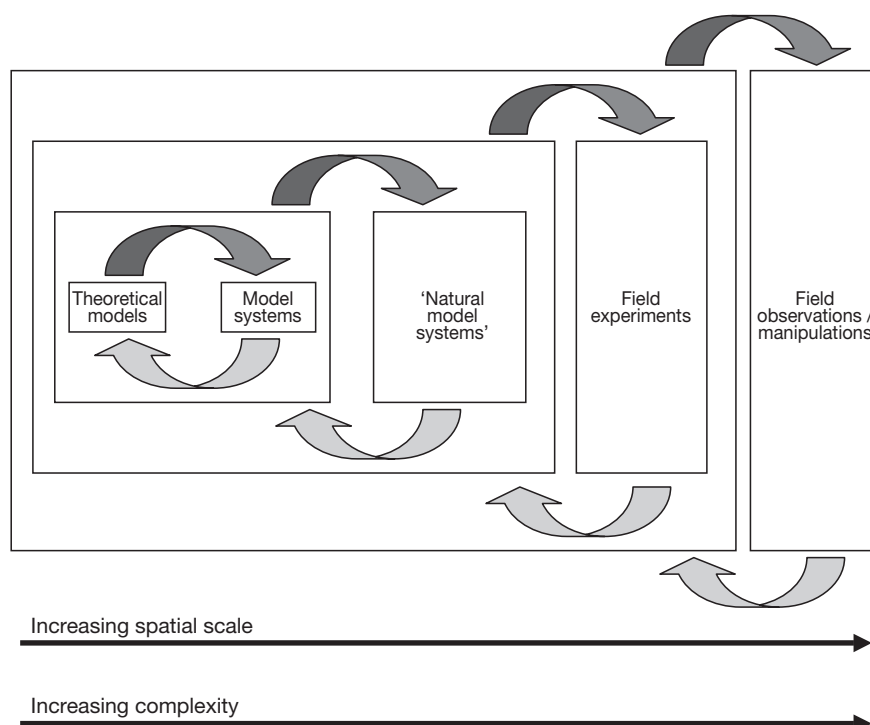 Theoretical
models
Model
systems
'Natural
model
systems'
Field
experiments
Field
observations /
manipulations
Increasing spatial scale
Increasing complexity